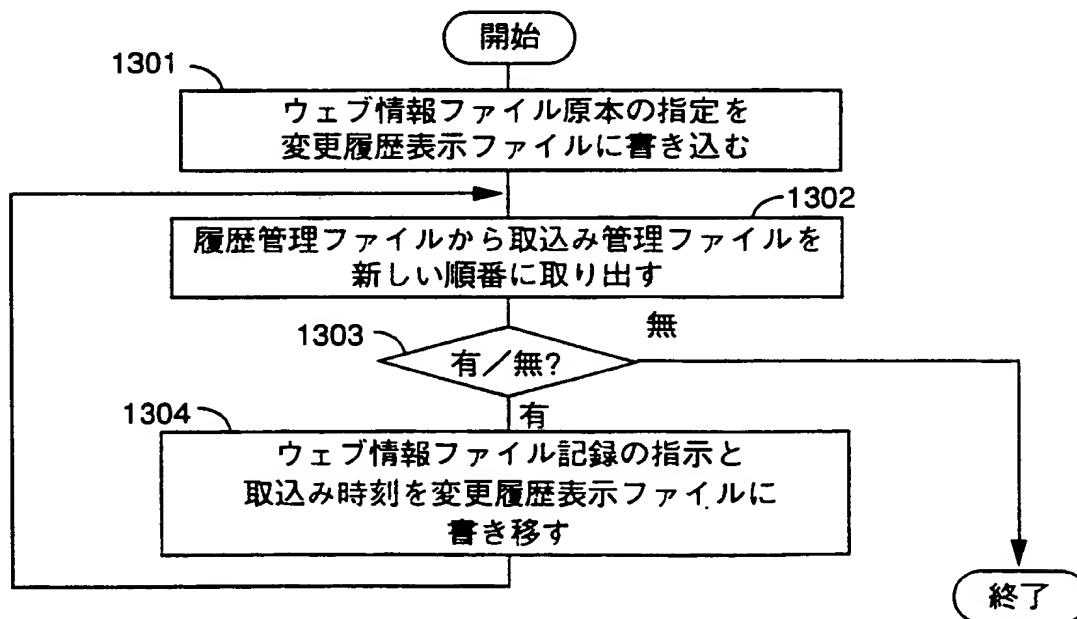 開始
1301
ウェブ情報ファイル原本の指定を
変更履歴表示ファイルに書き込む
1302
履歴管理ファイルから取込み管理ファイルを
新しい順番に取り出す
1303
無
有／無?
有
1304
ウェブ情報ファイル記録の指示と
取込み時刻を変更履歴表示ファイルに
書き移す
終了